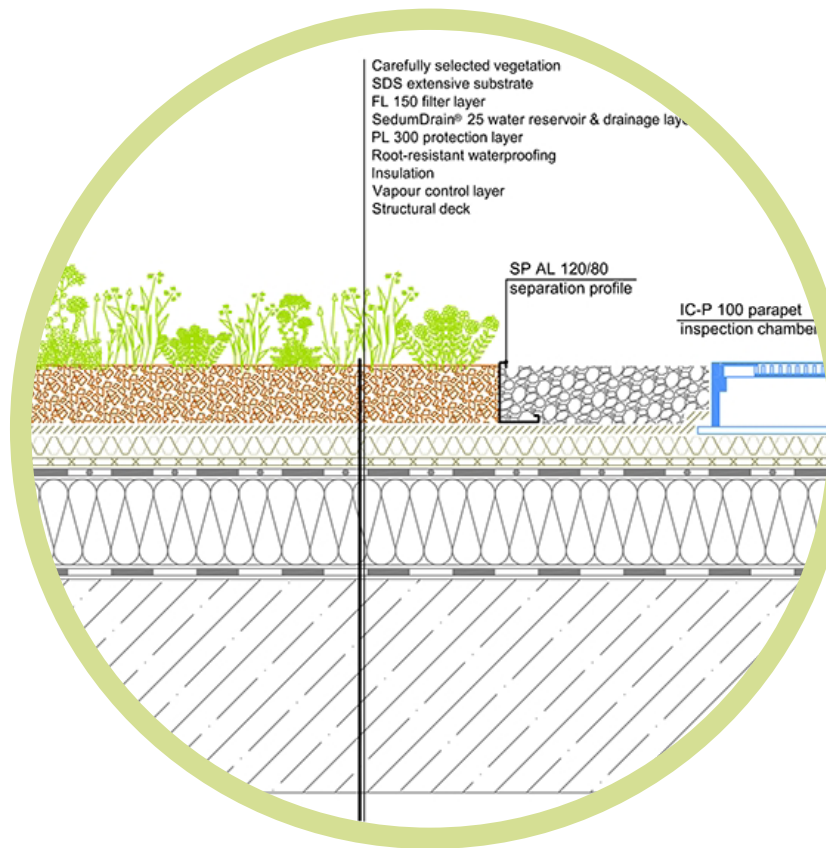 Carefully selected vegetation
SDS extensive substrate
FL 150 filter layer
SedumDrain® 25 water reservoir & drainage
PL 300 protection layer
Root-resistant waterproofing
Insulation
Vapour control layer
Structural deck
SP AL 120/80
separation profile
IC-P 100 parapet
inspection chamber